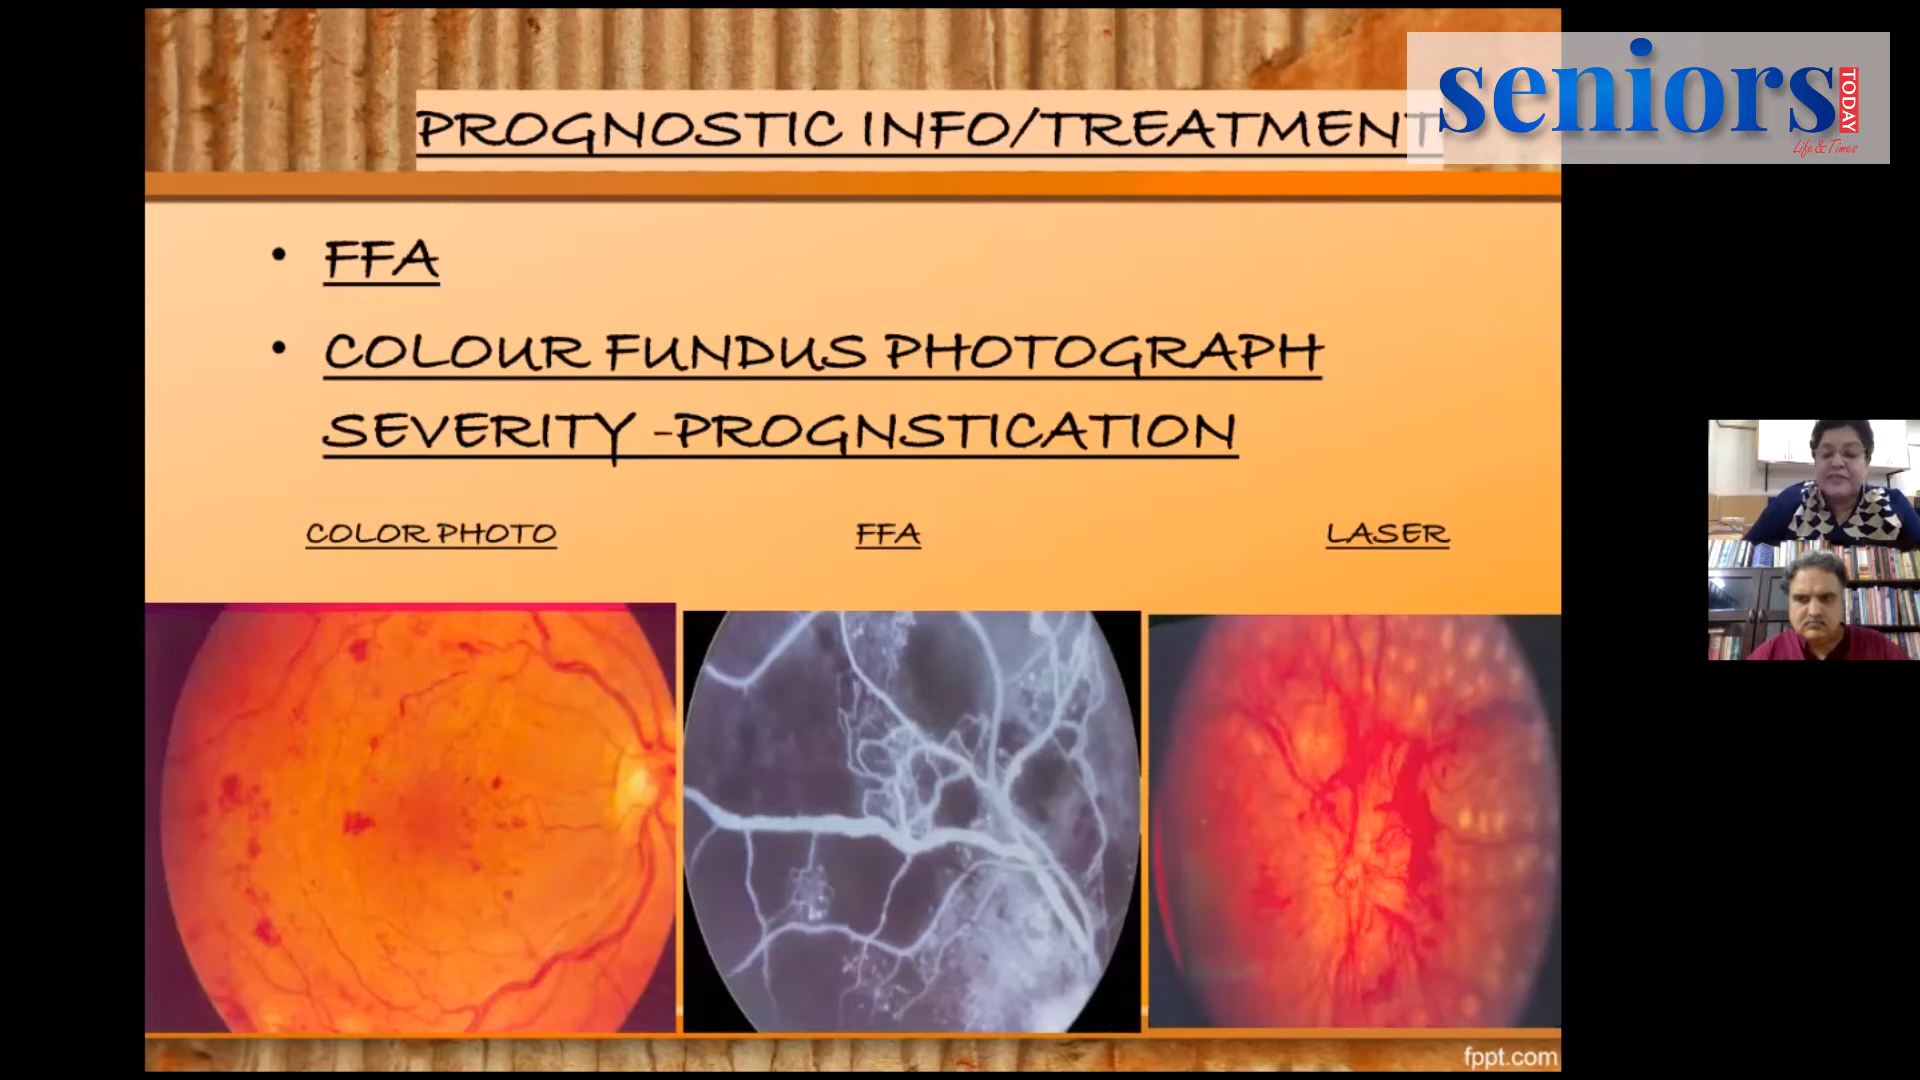 PROGNOSTIC INFO/TREATMENT
seniors
TODAY
Life & Times
• FFA
• COLOUR FUNDUS PHOTOGRAPH
SEVERITY -PROGNSTICATION
COLOR PHOTO
FFA
LASER
fppt.com